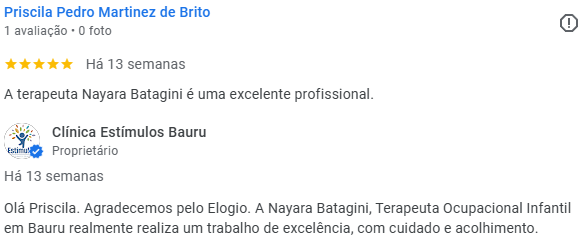 Priscila Pedro Martinez de Brito
1 avaliação • 0 foto
Há 13 semanas
A terapeuta Nayara Batagini é uma excelente profissional.
Clínica Estímulos Bauru
Proprietário
Há 13 semanas
Olá Priscila. Agradecemos pelo Elogio. A Nayara Batagini, Terapeuta Ocupacional Infantil
em Bauru realmente realiza um trabalho de excelência, com cuidado e acolhimento.